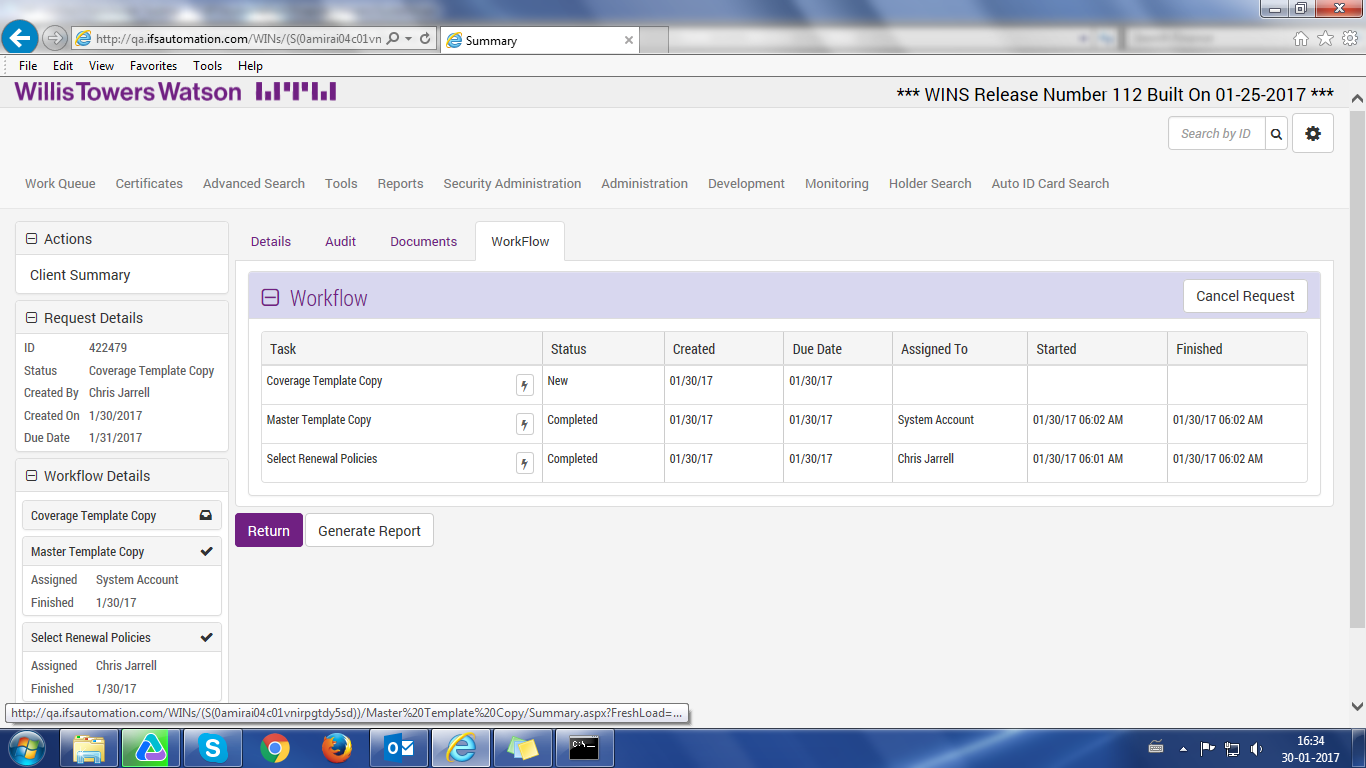 http://qa.ifsautomation.com/WINs/(S(0amirai04c01vn
Summary
File Edit View Favorites Tools Help
Willis Towers Watson
*** WINS Release Number 112 Built On 01-25-2017 ***
Search by ID
Work Queue Certificates Advanced Search Tools Reports Security Administration Administration Development Monitoring Holder Search Auto ID Card Search
Actions
Client Summary
Request Details
ID 422479
Status Coverage Template Copy
Created By Chris Jarrell
Created On 1/30/2017
Due Date 1/31/2017
Workflow Details
Coverage Template Copy
Master Template Copy
Assigned System Account
Finished 1/30/17
Select Renewal Policies
Assigned Chris Jarrell
Finished 1/30/17
Details Audit Documents WorkFlow
Workflow
Cancel Request
Task Status Created Due Date Assigned To Started Finished
Coverage Template Copy New 01/30/17 01/30/17
Master Template Copy Completed 01/30/17 01/30/17 System Account 01/30/17 06:02 AM 01/30/17 06:02 AM
Select Renewal Policies Completed 01/30/17 01/30/17 Chris Jarrell 01/30/17 06:01 AM 01/30/17 06:02 AM
Return Generate Report
http://qa.ifsautomation.com/WINs/(S(0amirai04c01vnirpgtdy5sd))/Master%20Template%20Copy/Summary.aspx?FreshLoad=...
16:34
30-01-2017